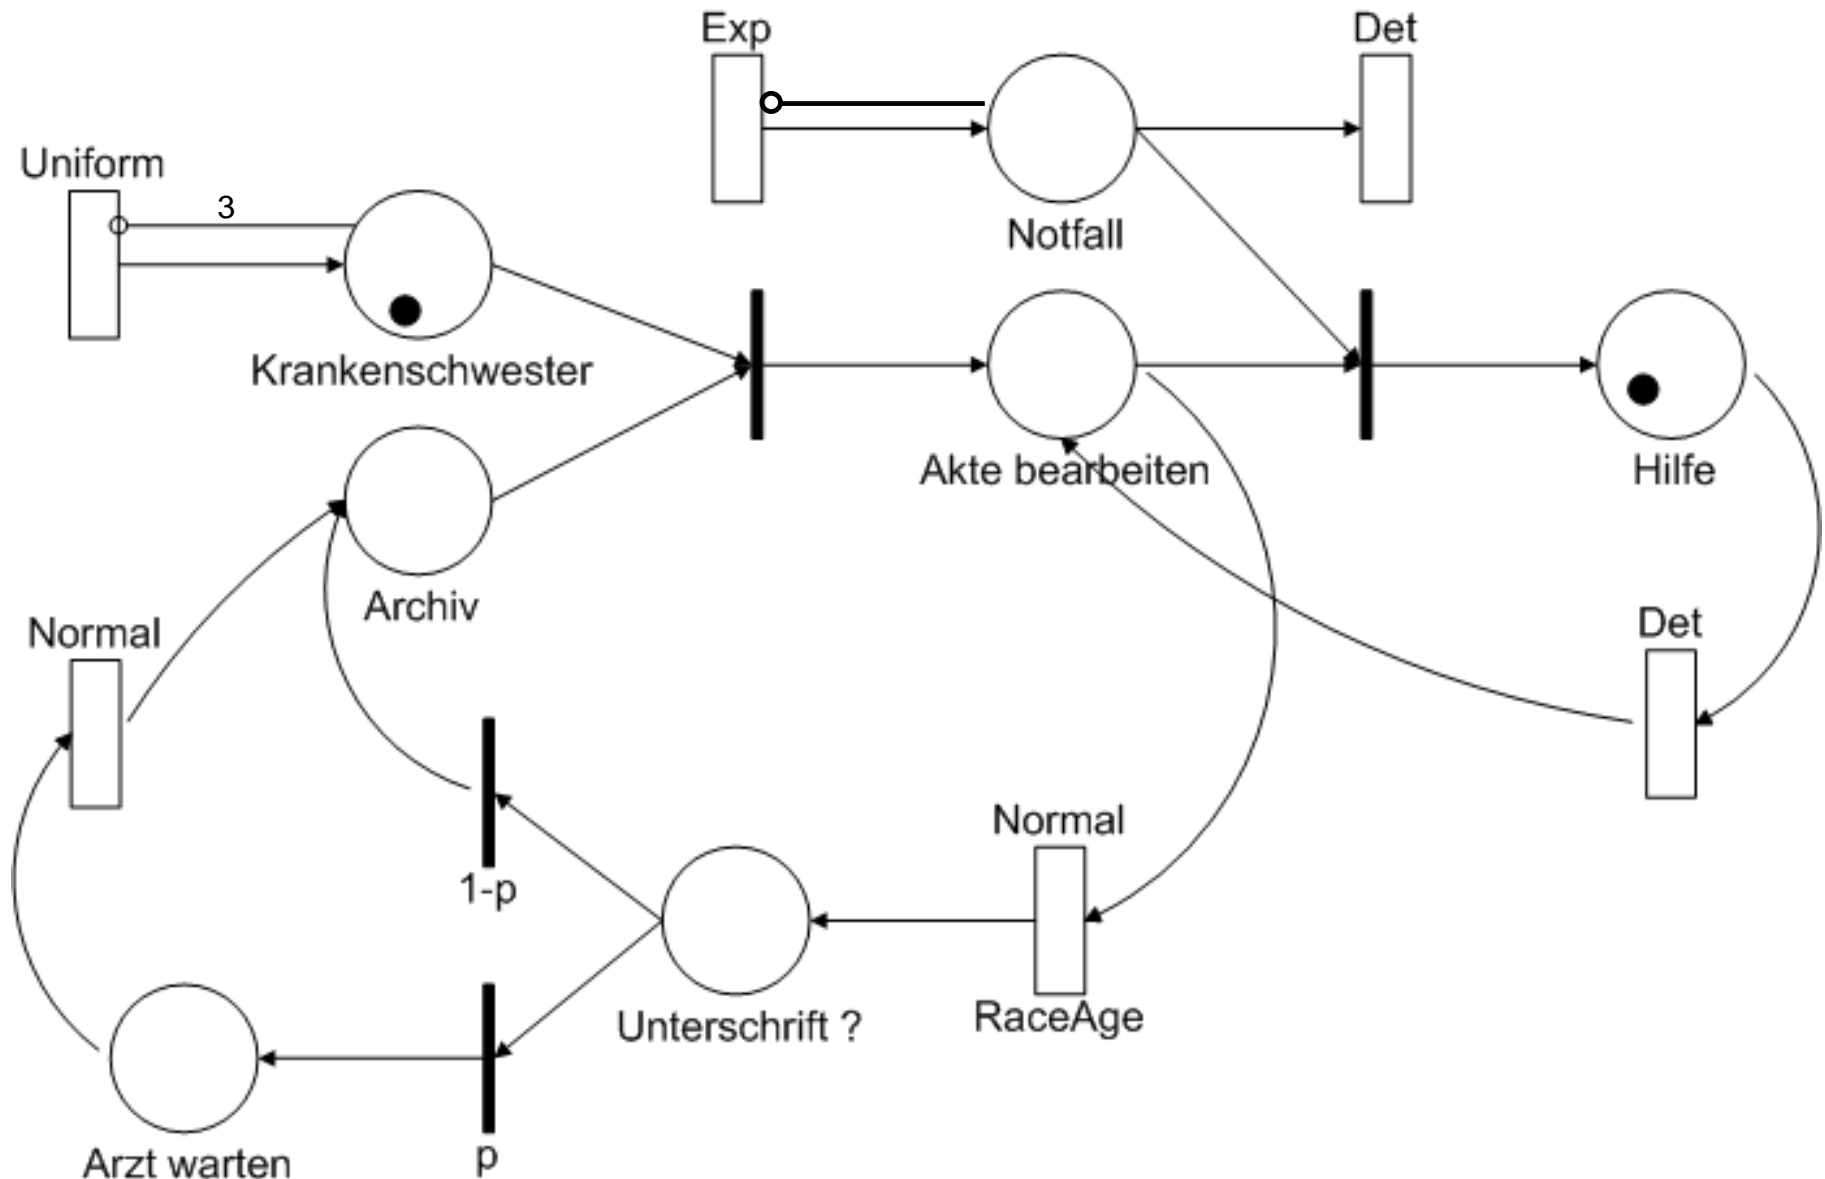 Exp
Det
Uniform
3
Notfall
Krankenschwester
Akte bearbeiten
Hilfe
Archiv
Normal
Det
Normal
1-p
Unterschrift ?
RaceAge
Arzt warten
p